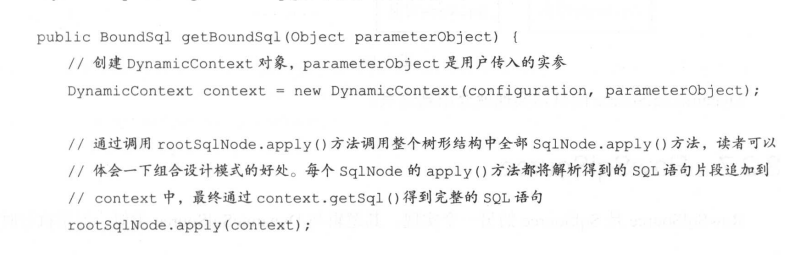 public BoundSql getBoundSql(Object parameterObject) {
// 创建 DynamicContext 对象，parameterObject 是用户传入的实参
DynamicContext context = new DynamicContext(configuration, parameterObject);
// 通过调用 rootSqlNode.apply()方法调用整个树形结构中全部 SqlNode.apply()方法，读者可以
// 体会一下组合设计模式的好处。每个 SqlNode 的 apply()方法都将解析得到的 SQL 语句片段追加到
// context 中，最终通过 context.getSql()得到完整的 SQL 语句
rootSqlNode.apply(context);